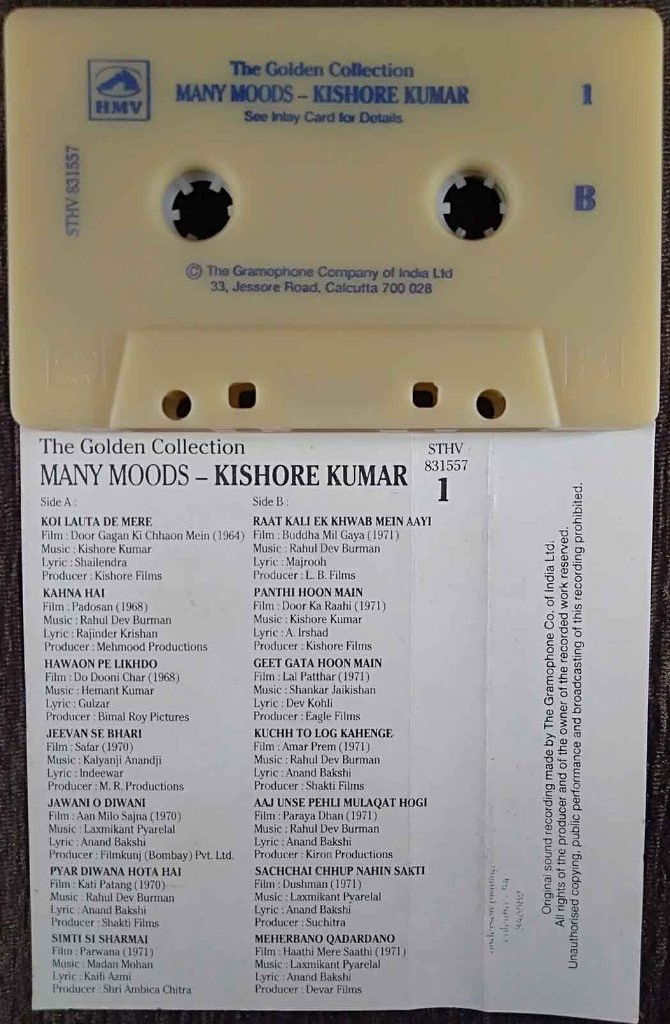 HMV
The Golden Collection
MANY MOODS – KISHORE KUMAR
See Inlay Card for Details
1
B
STHV 831557
© The Gramophone Company of India Ltd
33, Jessore Road, Calcutta 700 028
The Golden Collection
MANY MOODS – KISHORE KUMAR
STHV
831557
1
Side A :
KOI LAUTA DE MERE
Film : Door Gagan Ki Chhaon Mein (1964)
Music : Kishore Kumar
Lyric : Shailendra
Producer : Kishore Films
KAHNA HAI
Film : Padosan (1968)
Music : Rahul Dev Burman
Lyric : Rajinder Krishan
Producer : Mehmood Productions
HAWAON PE LIKHDO
Film : Do Dooni Char (1968)
Music : Hemant Kumar
Lyric : Gulzar
Producer : Bimal Roy Pictures
JEEVAN SE BHARI
Film : Safar (1970)
Music : Kalyanji Anandji
Lyric : Indeewar
Producer : M. R. Productions
JAWANI O DIWANI
Film : Aan Milo Sajna (1970)
Music : Laxmikant Pyarelal
Lyric : Anand Bakshi
Producer : Filmkunj (Bombay) Pvt. Ltd.
PYAR DIWANA HOTA HAI
Film : Kati Patang (1970)
Music : Rahul Dev Burman
Lyric : Anand Bakshi
Producer : Shakti Films
SIMTI SI SHARMAI
Film : Parwana (1971)
Music : Madan Mohan
Lyric : Kaifi Azmi
Producer : Shri Ambica Chitra
Side B :
RAAT KALI EK KHWAB MEIN AAYI
Film : Buddha Mil Gaya (1971)
Music : Rahul Dev Burman
Lyric : Majrooh
Producer : L. B. Films
PANTHI HOON MAIN
Film : Door Ka Raahi (1971)
Music : Kishore Kumar
Lyric : A. Irshad
Producer : Kishore Films
GEET GATA HOON MAIN
Film : Lal Patthar (1971)
Music : Shankar Jaikishan
Lyric : Dev Kohli
Producer : Eagle Films
KUCHH TO LOG KAHENGE
Film : Amar Prem (1971)
Music : Rahul Dev Burman
Lyric : Anand Bakshi
Producer : Shakti Films
AAJ UNSE PEHLI MULAQAT HOGI
Film : Paraya Dhan (1971)
Music : Rahul Dev Burman
Lyric : Anand Bakshi
Producer : Kiron Productions
SACHCHAI CHHUP NAHIN SAKTI
Film : Dushman (1971)
Music : Laxmikant Pyarelal
Lyric : Anand Bakshi
Producer : Suchitra
MEHERBANO QADARDANO
Film : Haathi Mere Saathi (1971)
Music : Laxmikant Pyarelal
Lyric : Anand Bakshi
Producer : Devar Films
Original sound recording made by The Gramophone Co. of India Ltd.
All rights of the producer and of the owner of the recorded work reserved.
Unauthorised copying, public performance and broadcasting of this recording prohibited.